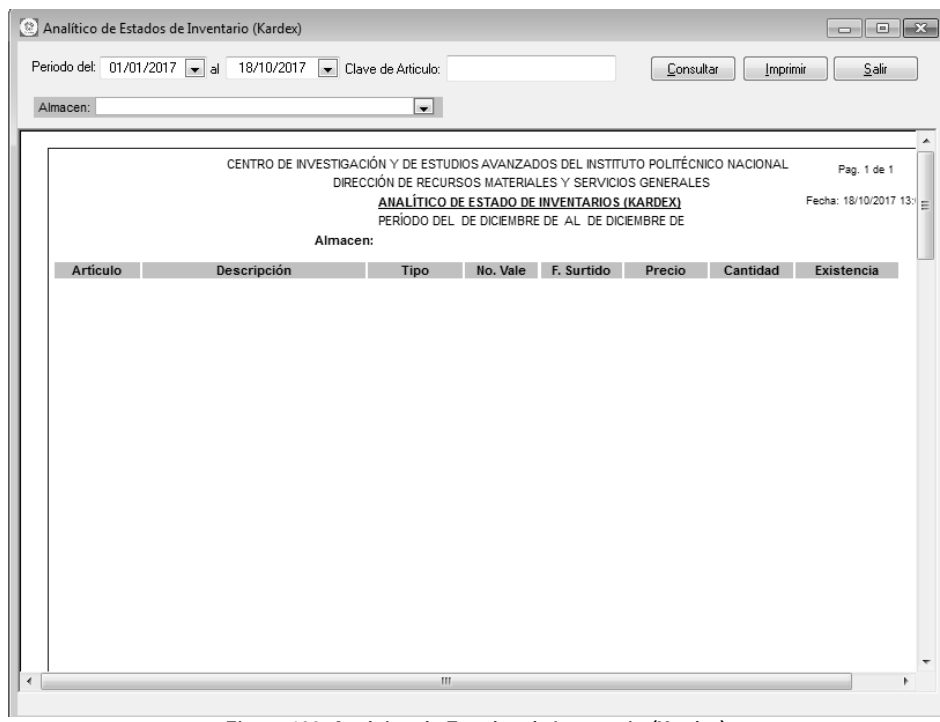 Analítico de Estados de Inventario (Kardex)
Periodo del: 01/01/2017 al 18/10/2017 Clave de Articulo: Consultar Imprimir Salir
Almacen:
CENTRO DE INVESTIGACIÓN Y DE ESTUDIOS AVANZADOS DEL INSTITUTO POLITÉCNICO NACIONAL Pag. 1 de 1
DIRECCIÓN DE RECURSOS MATERIALES Y SERVICIOS GENERALES
ANALÍTICO DE ESTADO DE INVENTARIOS (KARDEX) Fecha: 18/10/2017 13:
PERÍODO DEL DE DICIEMBRE DE AL DE DICIEMBRE DE
Almacen:
Artículo Descripción Tipo No. Vale F. Surtido Precio Cantidad Existencia